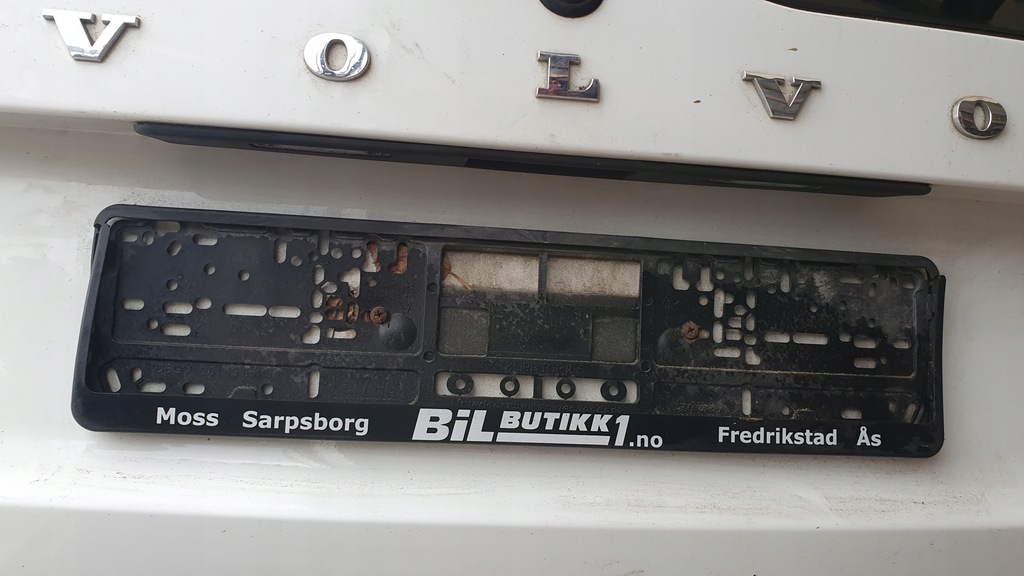 VOLVO
Moss Sarpsborg BiL BUTIKK1.no Fredrikstad Ås